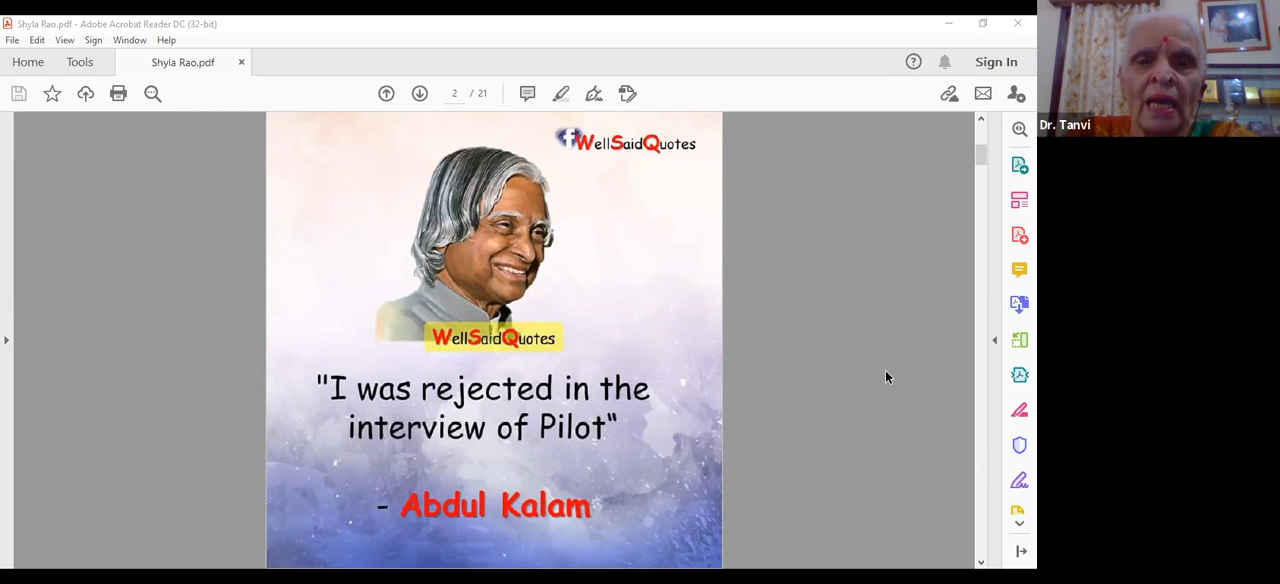 Shyla Rao.pdf - Adobe Acrobat Reader DC (32-bit)
File Edit View Sign Window Help
Home Tools Shyla Rao.pdf Sign In
2 / 21
Dr. Tanvi
WellSaidQuotes
WellSaidQuotes
"I was rejected in the
interview of Pilot"
- Abdul Kalam